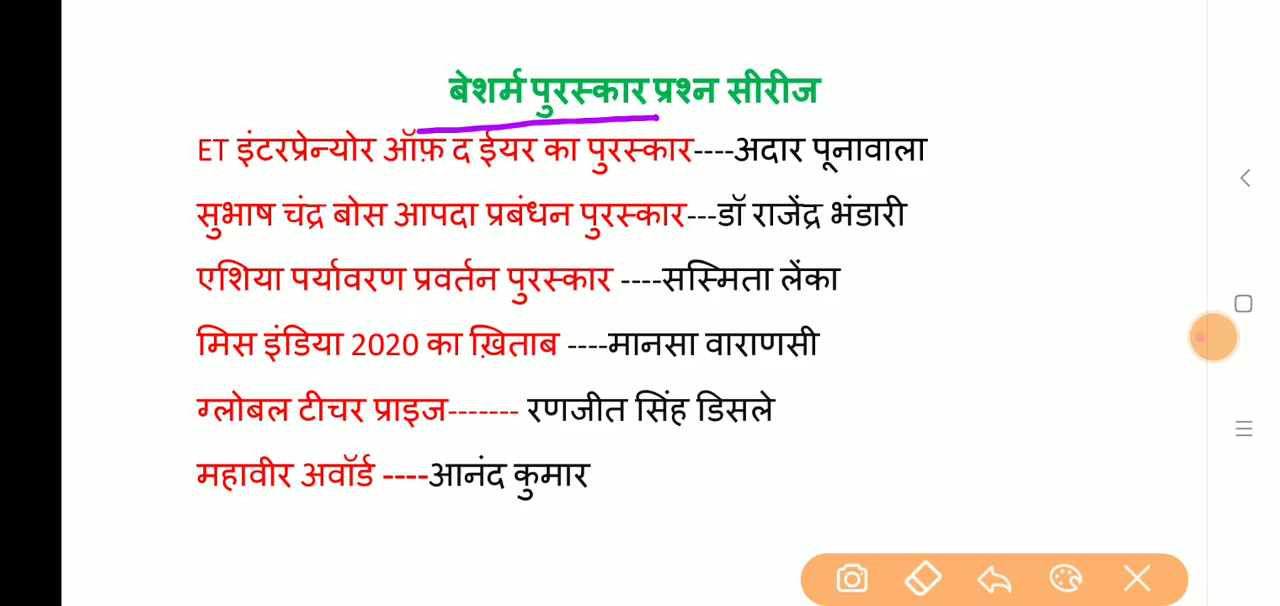 बेशर्म पुरस्कार प्रश्न सीरीज
ET इंटरप्रेन्योर ऑफ़ द ईयर का पुरस्कार----अदार पूनावाला
सुभाष चंद्र बोस आपदा प्रबंधन पुरस्कार---डॉ राजेंद्र भंडारी
एशिया पर्यावरण प्रवर्तन पुरस्कार ----सस्मिता लेंका
मिस इंडिया 2020 का ख़िताब ----मानसा वाराणसी
ग्लोबल टीचर प्राइज------- रणजीत सिंह डिसले
महावीर अवॉर्ड ----आनंद कुमार